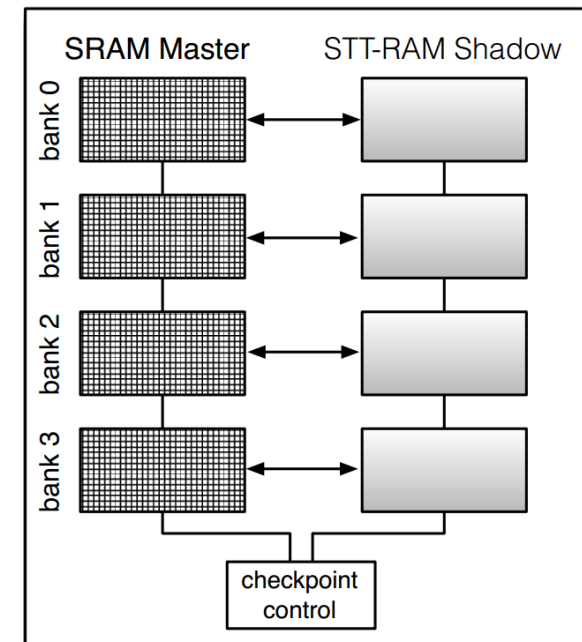 SRAM Master
STT-RAM Shadow
bank 0
bank 1
bank 2
bank 3
checkpoint
control